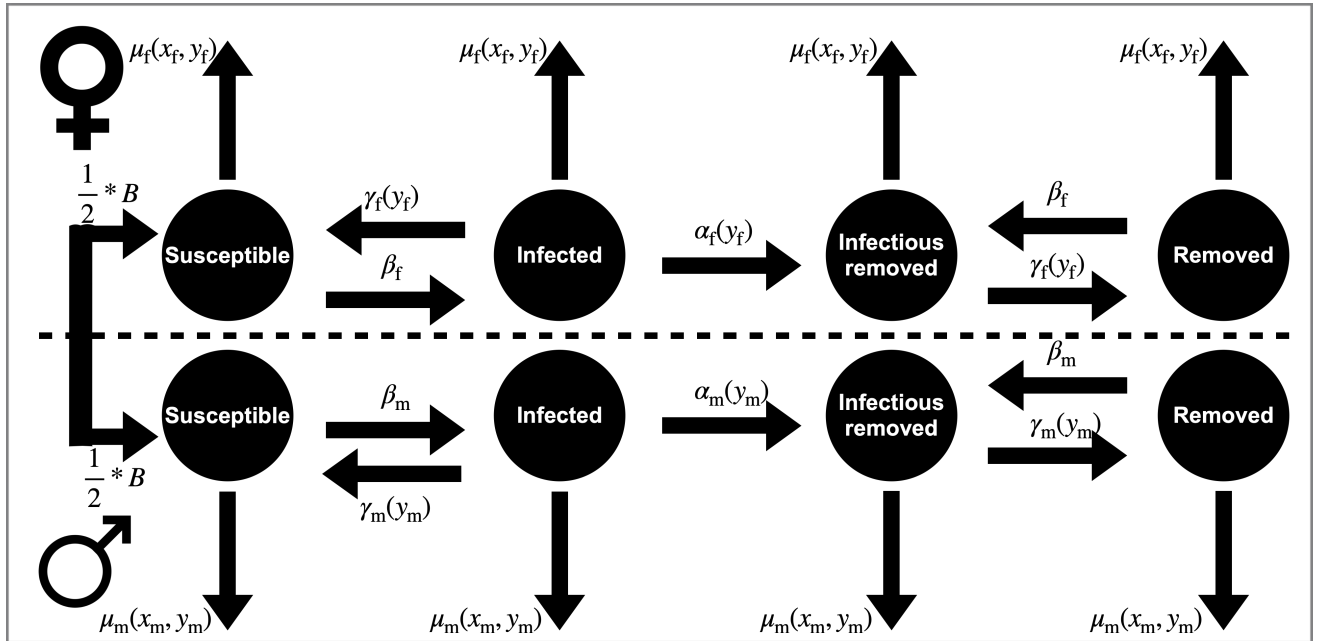 μf(xf, yf) μf(xf, yf) μf(xf, yf) μf(xf, yf)
1/2 * B
γf(yf)
βf
αf(yf)
βf
γf(yf)
Susceptible
Infected
Infectious
removed
Removed
βm
γm(ym)
αm(ym)
βm
γm(ym)
Susceptible
Infected
Infectious
removed
Removed
1/2 * B
μm(xm, ym) μm(xm, ym) μm(xm, ym) μm(xm, ym)